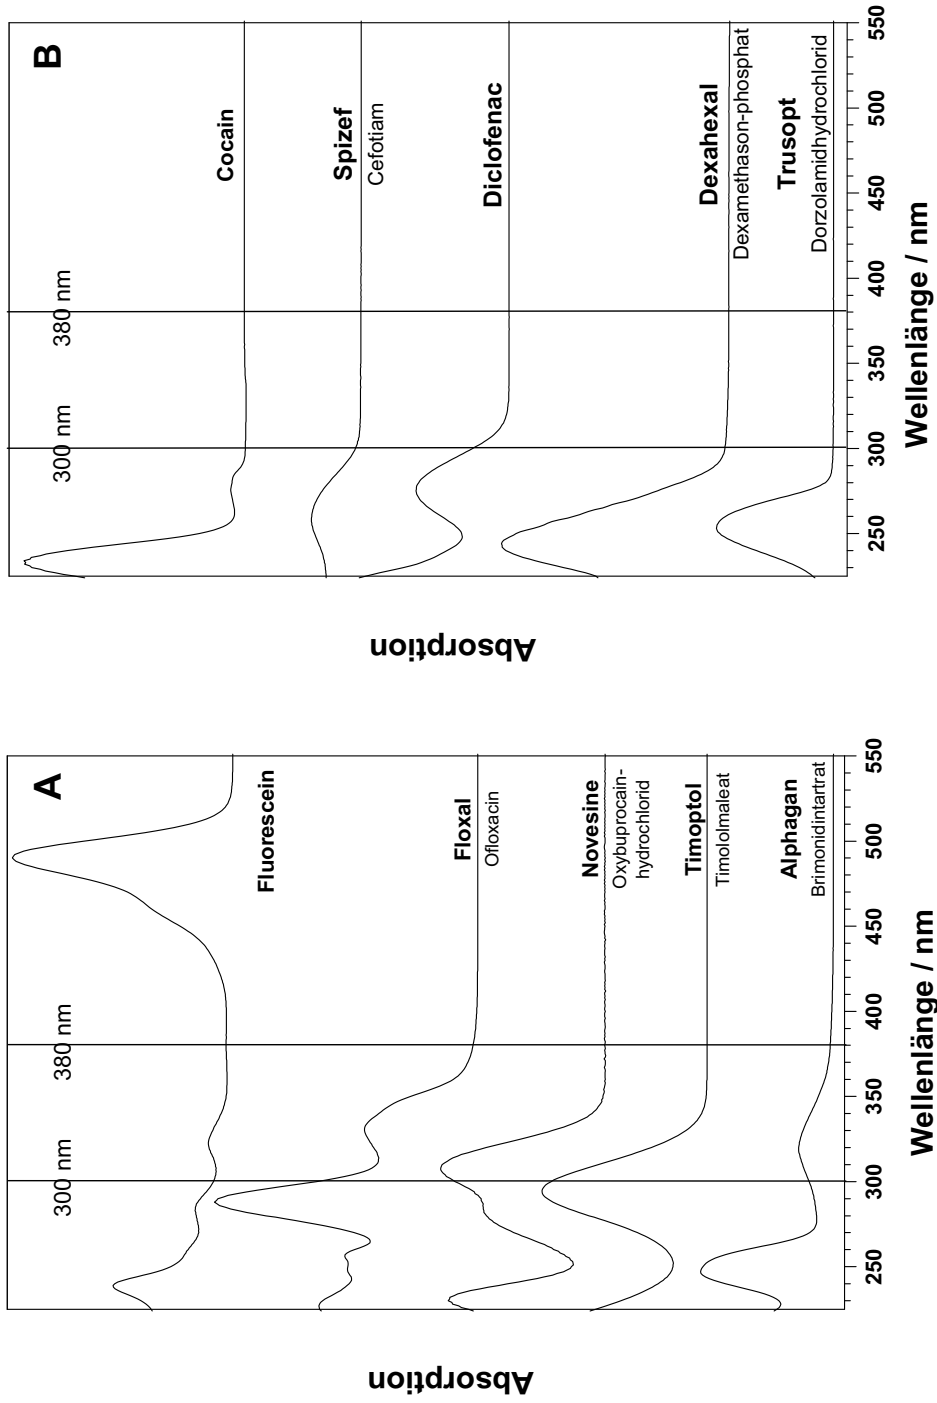 A
300 nm
380 nm
Fluorescein
Floxal
Ofloxacin
Novesine
Oxybuprocain-
hydrochlorid
Timoptol
Timololmaleat
Alphagan
Brimonidintartrat
250 300 350 400 450 500 550
Wellenlänge / nm
Absorption
B
300 nm
380 nm
Cocain
Spizef
Cefotiam
Diclofenac
Dexahexal
Dexamethason-phosphat
Trusopt
Dorzolamidhydrochlorid
250 300 350 400 450 500 550
Wellenlänge / nm
Absorption